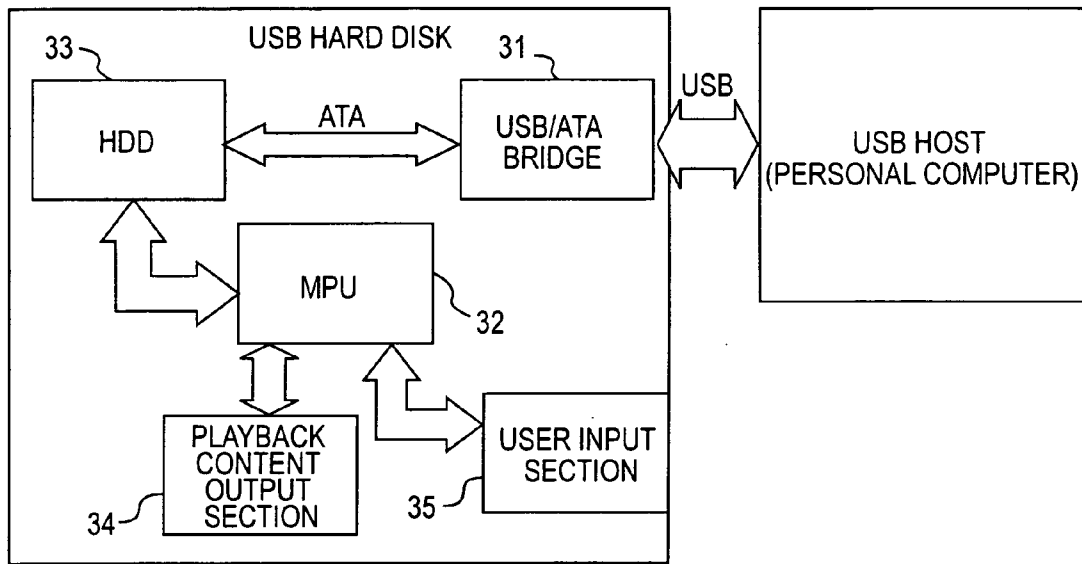 USB HARD DISK
33
31
USB
HDD
ATA
USB/ATA
BRIDGE
USB HOST
(PERSONAL COMPUTER)
MPU
32
PLAYBACK
CONTENT
OUTPUT
SECTION
34
USER INPUT
SECTION
35